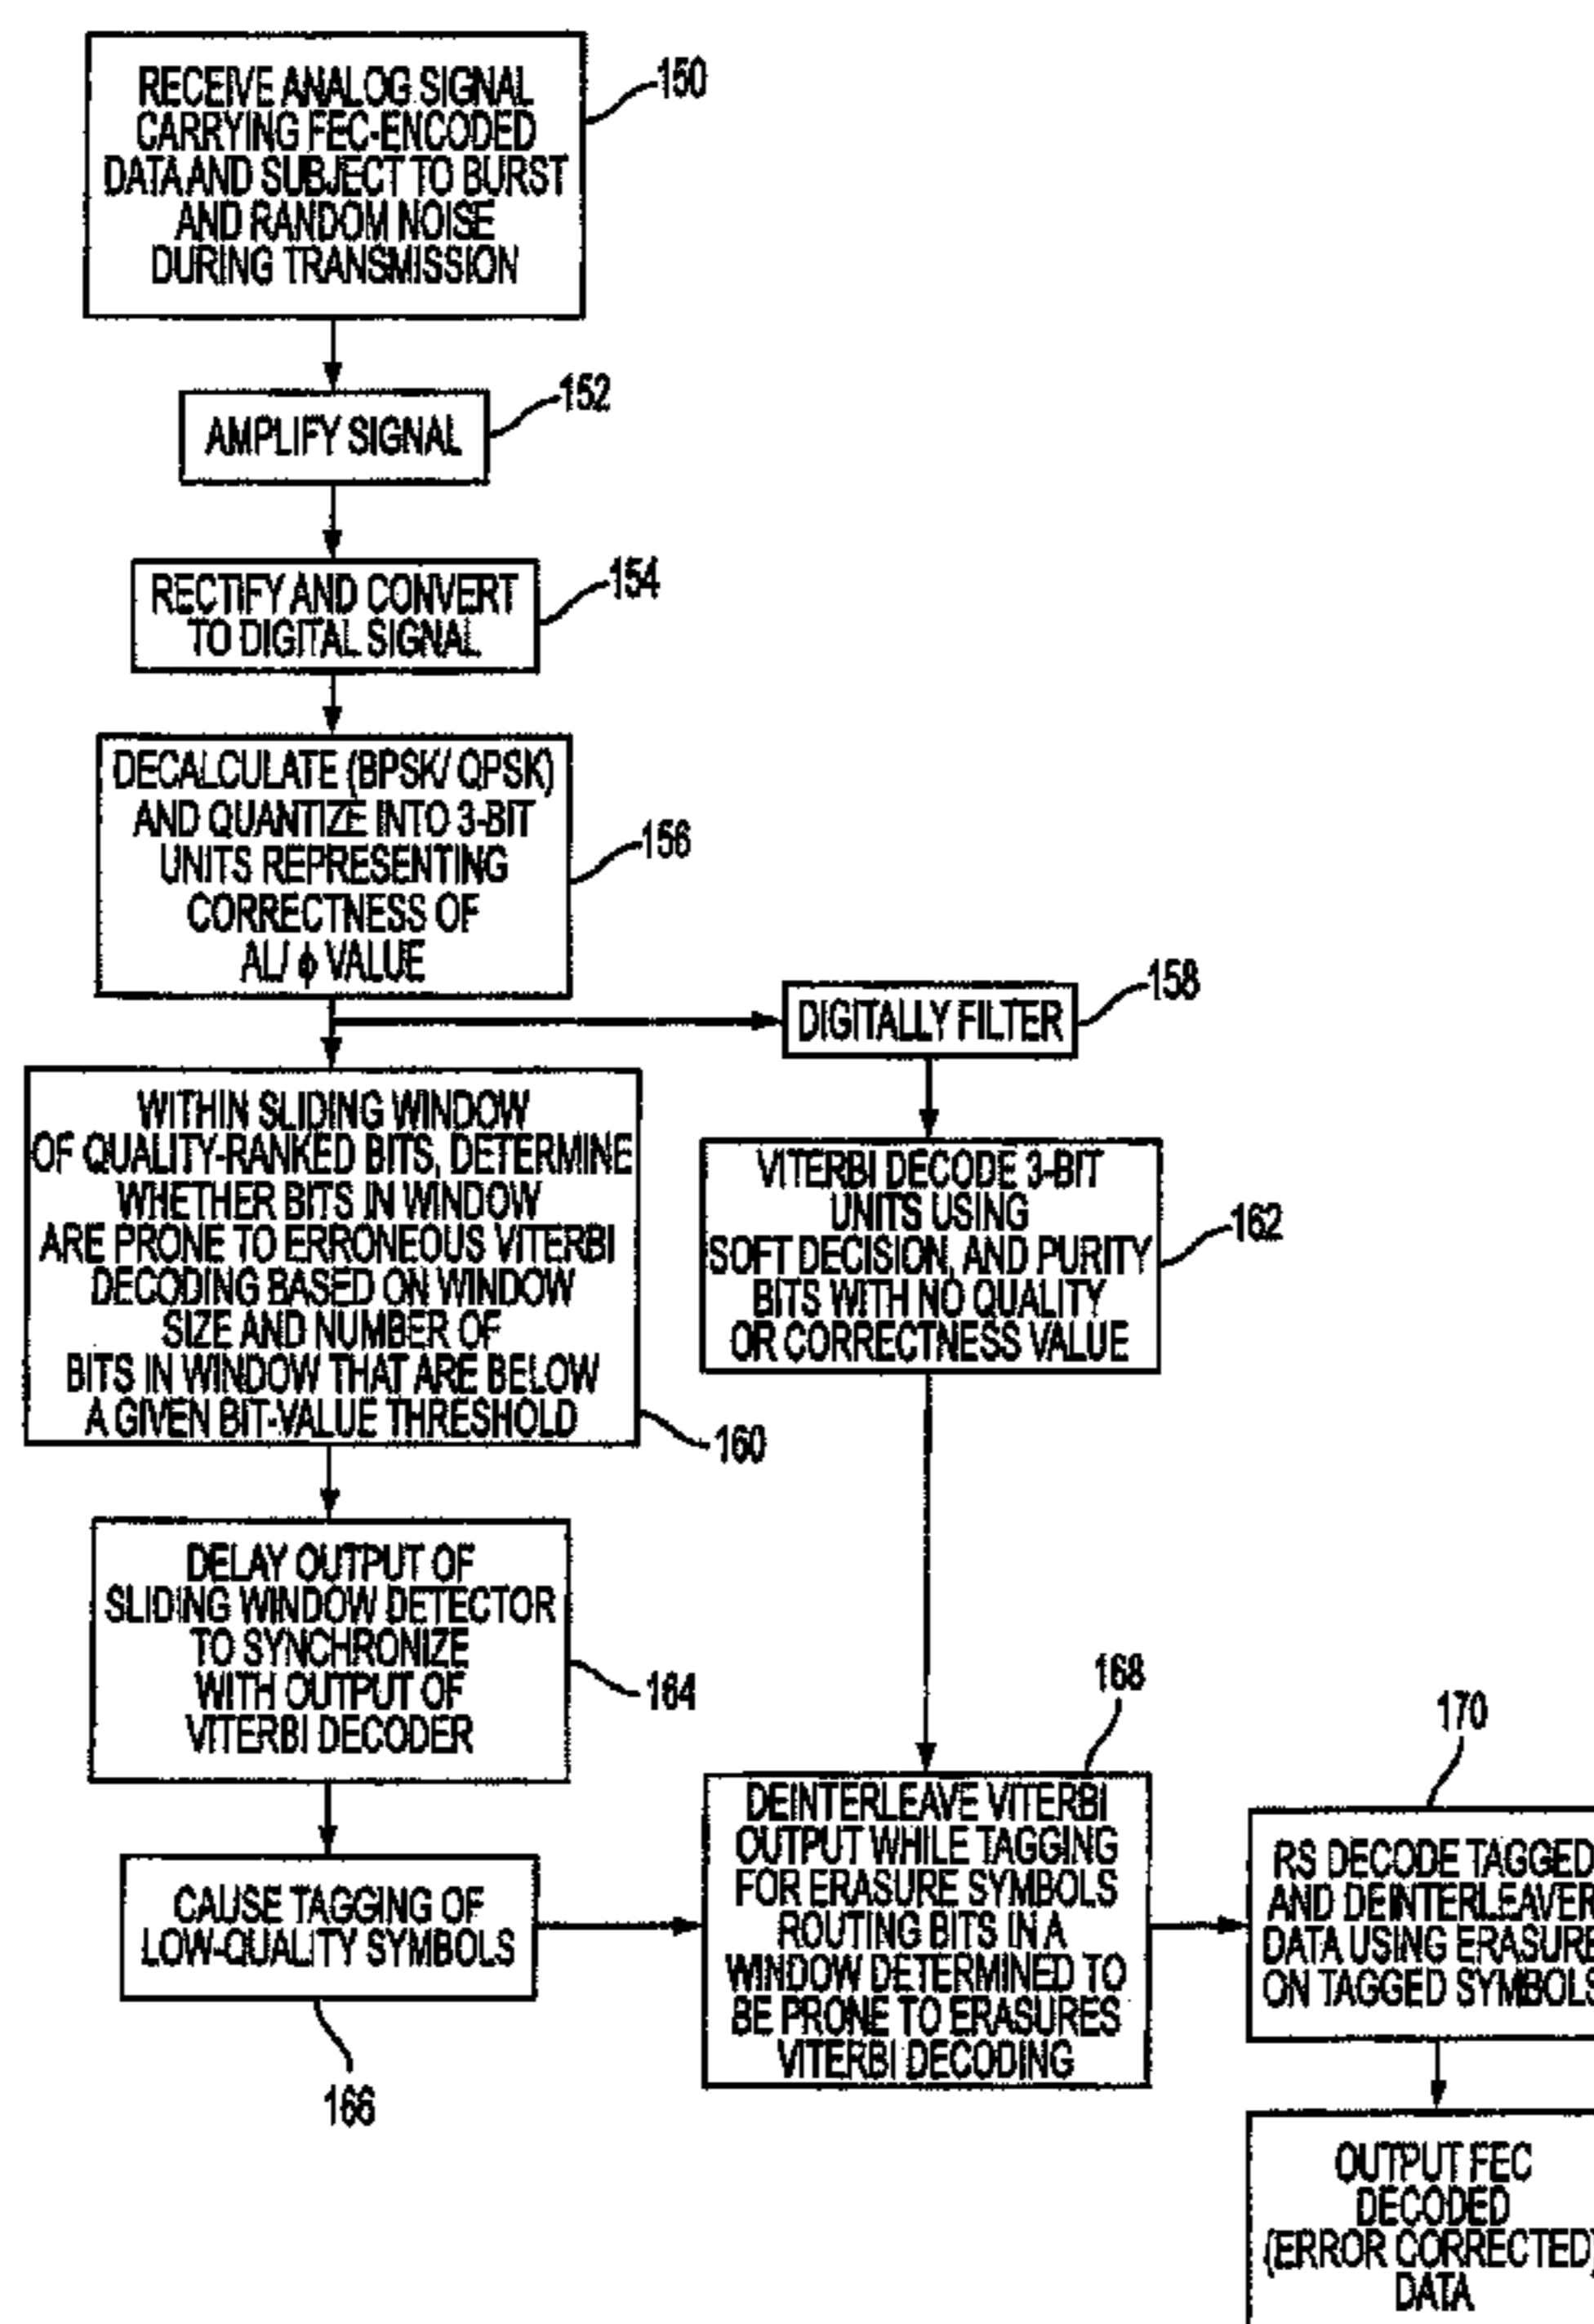 RECEIVE ANALOG SIGNAL
CARRYING FEC-ENCODED
DATA AND SUBJECT TO BURST
AND RANDOM NOISE
DURING TRANSMISSION
150
AMPLIFY SIGNAL
152
RECTIFY AND CONVERT
TO DIGITAL SIGNAL
154
DECALCULATE (BPSK/ QPSK)
AND QUANTIZE INTO 3-BIT
UNITS REPRESENTING
CORRECTNESS OF
AL/ ϕ VALUE
156
DIGITALLY FILTER
158
WITHIN SLIDING WINDOW
OF QUALITY-RANKED BITS, DETERMINE
WHETHER BITS IN WINDOW
ARE PRONE TO ERRONEOUS VITERBI
DECODING BASED ON WINDOW
SIZE AND NUMBER OF
BITS IN WINDOW THAT ARE BELOW
A GIVEN BIT-VALUE THRESHOLD
160
VITERBI DECODE 3-BIT
UNITS USING
SOFT DECISION, AND PURITY
BITS WITH NO QUALITY
OR CORRECTNESS VALUE
162
DELAY OUTPUT OF
SLIDING WINDOW DETECTOR
TO SYNCHRONIZE
WITH OUTPUT OF
VITERBI DECODER
164
CAUSE TAGGING OF
LOW-QUALITY SYMBOLS
166
168
DEINTERLEAVE VITERBI
OUTPUT WHILE TAGGING
FOR ERASURE SYMBOLS
ROUTING BITS IN A
WINDOW DETERMINED TO
BE PRONE TO ERASURES
VITERBI DECODING
170
RS DECODE TAGGED
AND DEINTERLEAVER
DATA USING ERASURE
ON TAGGED SYMBOLS
OUTPUT FEC
DECODED
(ERROR CORRECTED)
DATA